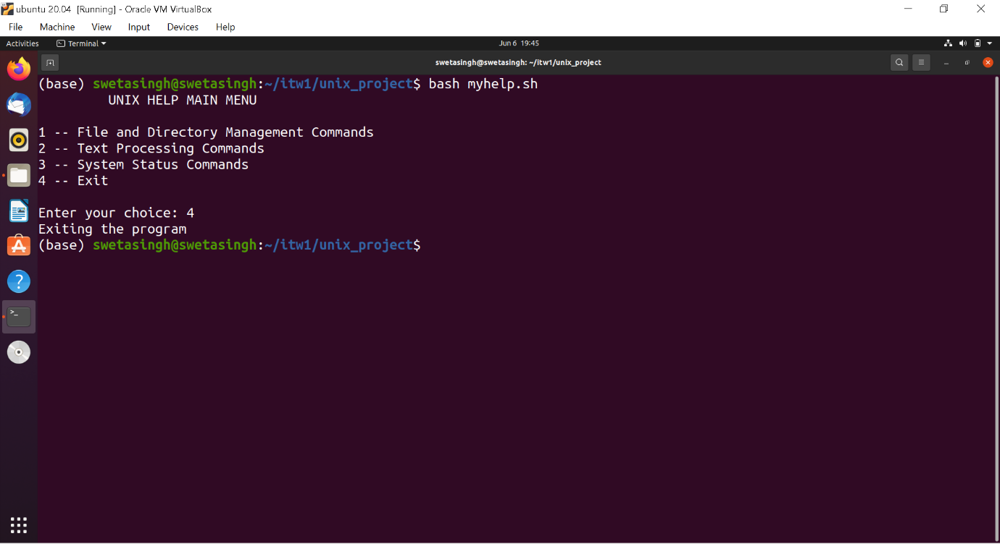 ubuntu 20.04 [Running] - Oracle VM VirtualBox
File Machine View Input Devices Help
Activities Terminal Jun 6 19:45
swetasingh@swetasingh: ~/itw1/unix_project
(base) swetasingh@swetasingh:~/itw1/unix_project$ bash myhelp.sh
UNIX HELP MAIN MENU
1 -- File and Directory Management Commands
2 -- Text Processing Commands
3 -- System Status Commands
4 -- Exit
Enter your choice: 4
Exiting the program
(base) swetasingh@swetasingh:~/itw1/unix_project$